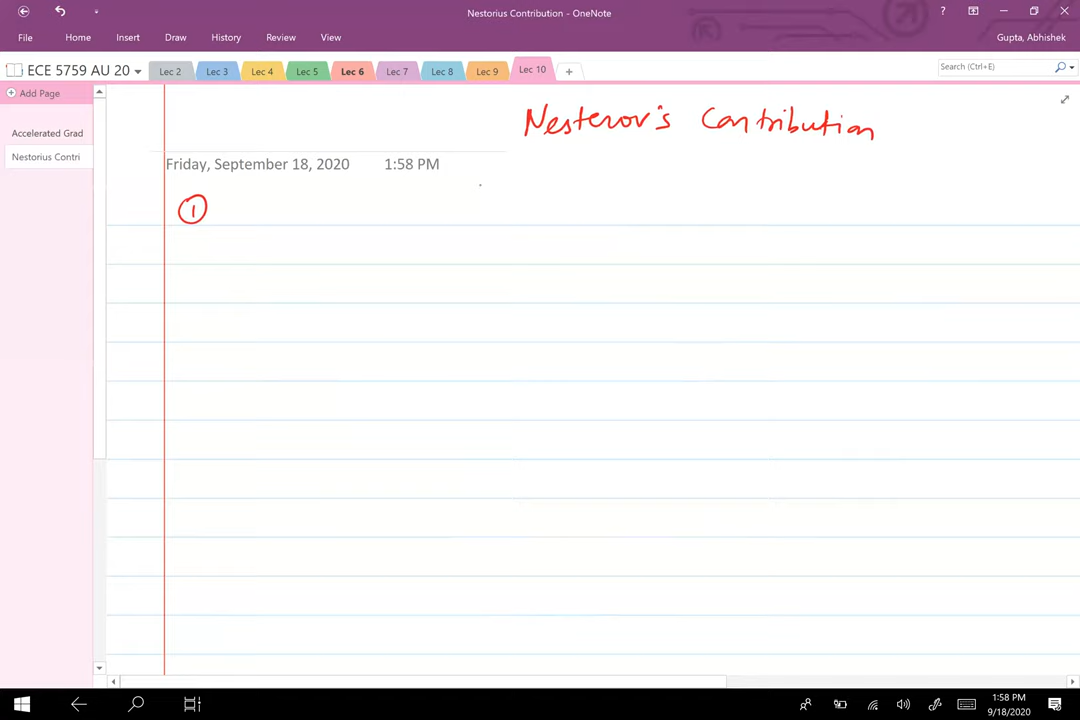 Nestorius Contribution - OneNote
File Home Insert Draw History Review View
Gupta, Abhishek
ECE 5759 AU 20
Lec 2 Lec 3 Lec 4 Lec 5 Lec 6 Lec 7 Lec 8 Lec 9 Lec 10
Search (Ctrl+E)
Add Page
Accelerated Grad
Nestorius Contri
Nesterov's Contribution
Friday, September 18, 2020 1:58 PM
1
1:58 PM
9/18/2020